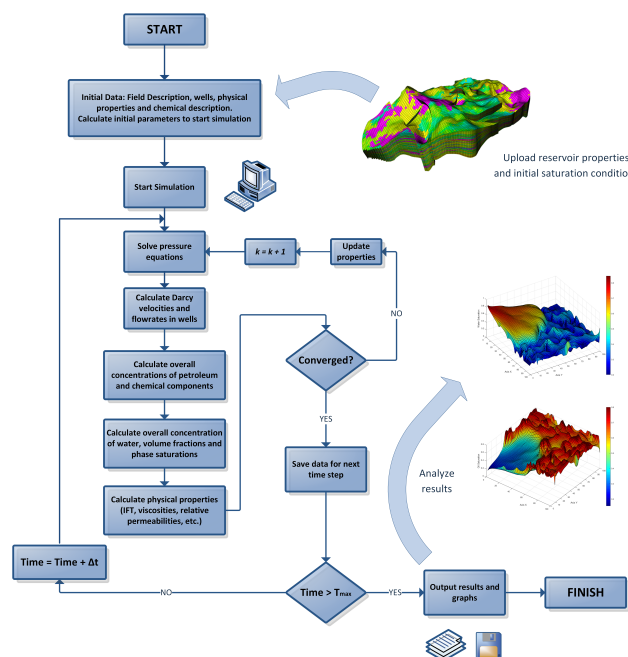 START
Initial Data: Field Description, wells, physical
properties and chemical description.
Calculate initial parameters to start simulation
Upload reservoir properties
and initial saturation conditio
Start Simulation
Solve pressure
equations
k = k + 1
Update
properties
Calculate Darcy
velocities and
flowrates in wells
NO
Calculate overall
concentrations of petroleum
and chemical components
Converged?
YES
Calculate overall concentration
of water, volume fractions and
phase saturations
Save data for next
time step
Analyze
results
Calculate physical properties
(IFT, viscosities, relative
permeabilities, etc.)
Time = Time + Δt
NO
Time > Tmax
YES
Output results and
graphs
FINISH